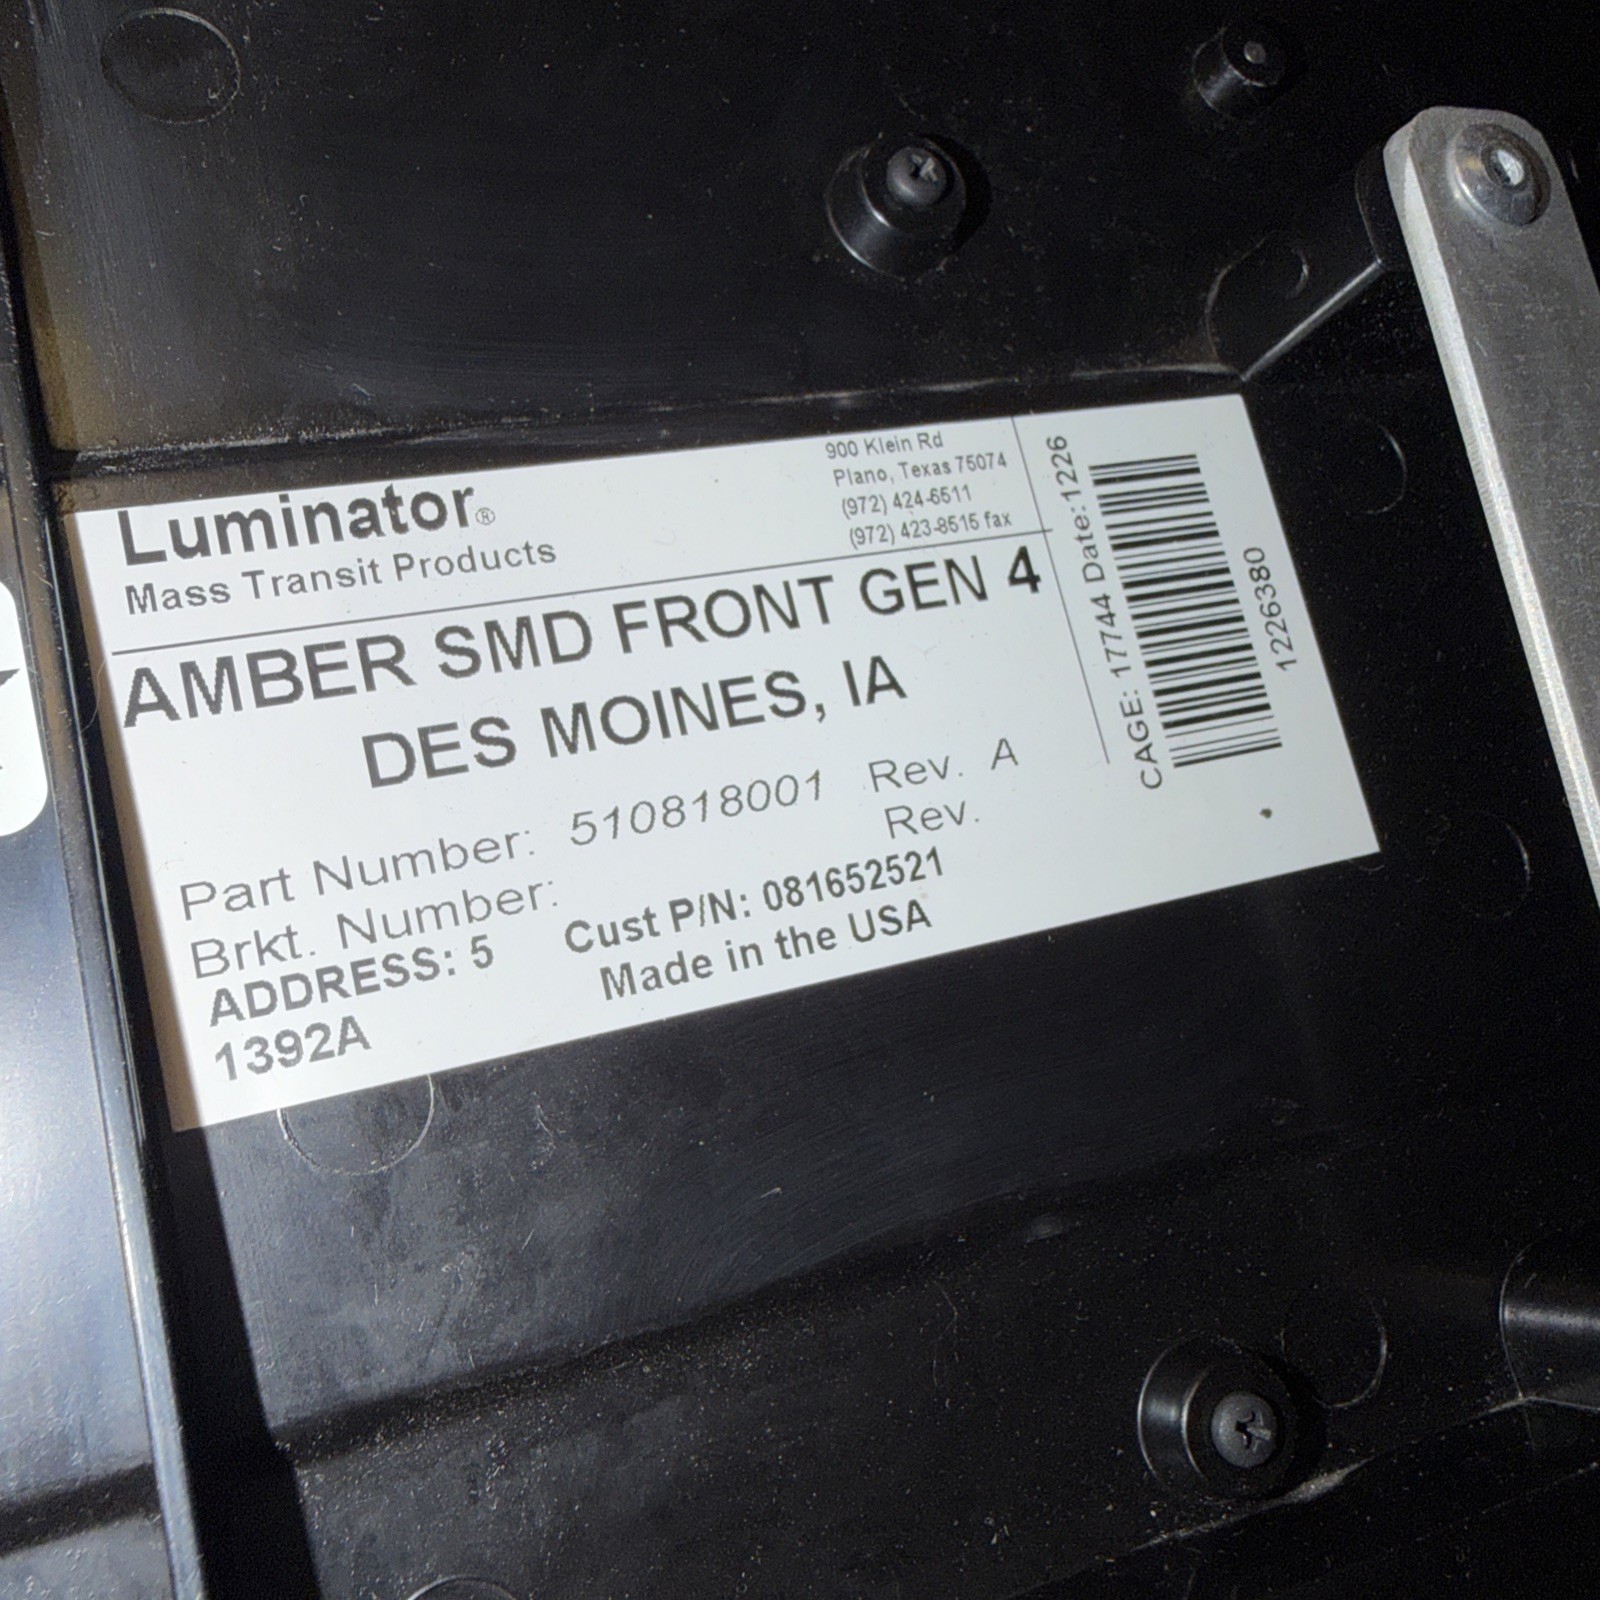 Luminator®
Mass Transit Products
900 Klein Rd
Plano, Texas 75074
(972) 424-6511
(972) 423-8515 fax
AMBER SMD FRONT GEN 4
DES MOINES, IA
Part Number: 510818001 Rev. A
Brkt. Number: Rev.
ADDRESS: 5 Cust P/N: 081652521
1392A Made in the USA
CAGE: 17744 Date:1226
1226380